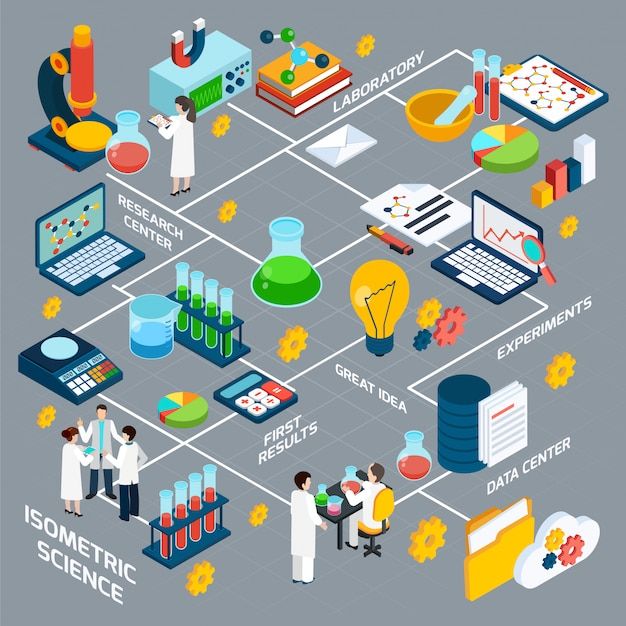 LABORATORY
RESEARCH
CENTER
EXPERIMENTS
GREAT IDEA
FIRST
RESULTS
DATA CENTER
ISOMETRIC
SCIENCE